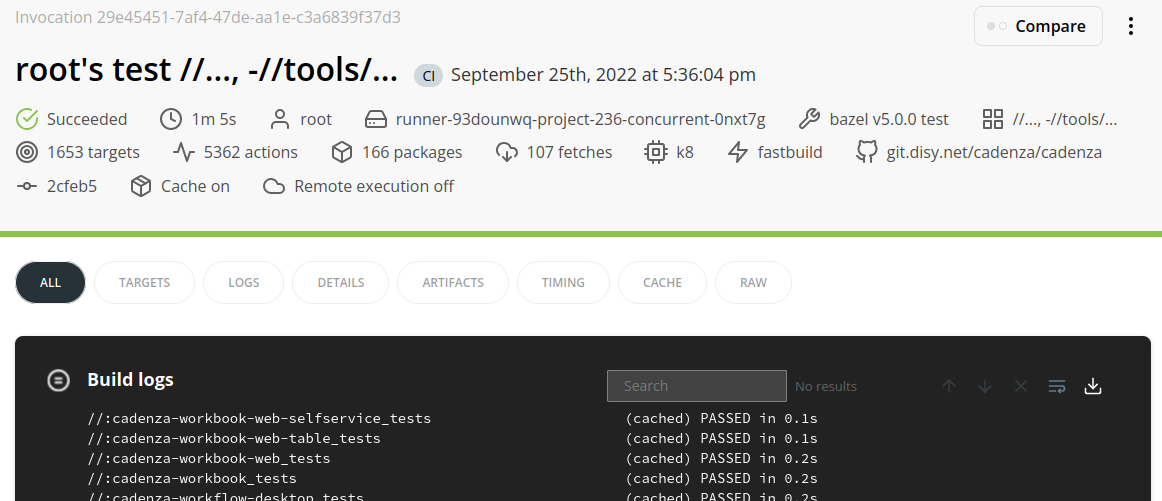 Invocation 29e45451-7af4-47de-aa1e-c3a6839f37d3
Compare
root's test //..., -//tools/... CI September 25th, 2022 at 5:36:04 pm
Succeeded 1m 5s root runner-93dounwq-project-236-concurrent-0nxt7g bazel v5.0.0 test //..., -//tools/...
1653 targets 5362 actions 166 packages 107 fetches k8 fastbuild git.disy.net/cadenza/cadenza
2cfeb5 Cache on Remote execution off
ALL TARGETS LOGS DETAILS ARTIFACTS TIMING CACHE RAW
Build logs Search No results
//:cadenza-workbook-web-selfservice_tests (cached) PASSED in 0.1s
//:cadenza-workbook-web-table_tests (cached) PASSED in 0.1s
//:cadenza-workbook-web_tests (cached) PASSED in 0.2s
//:cadenza-workbook_tests (cached) PASSED in 0.2s
//:cadenza-workflow-desktop_tests (cached) PASSED in 0.2s